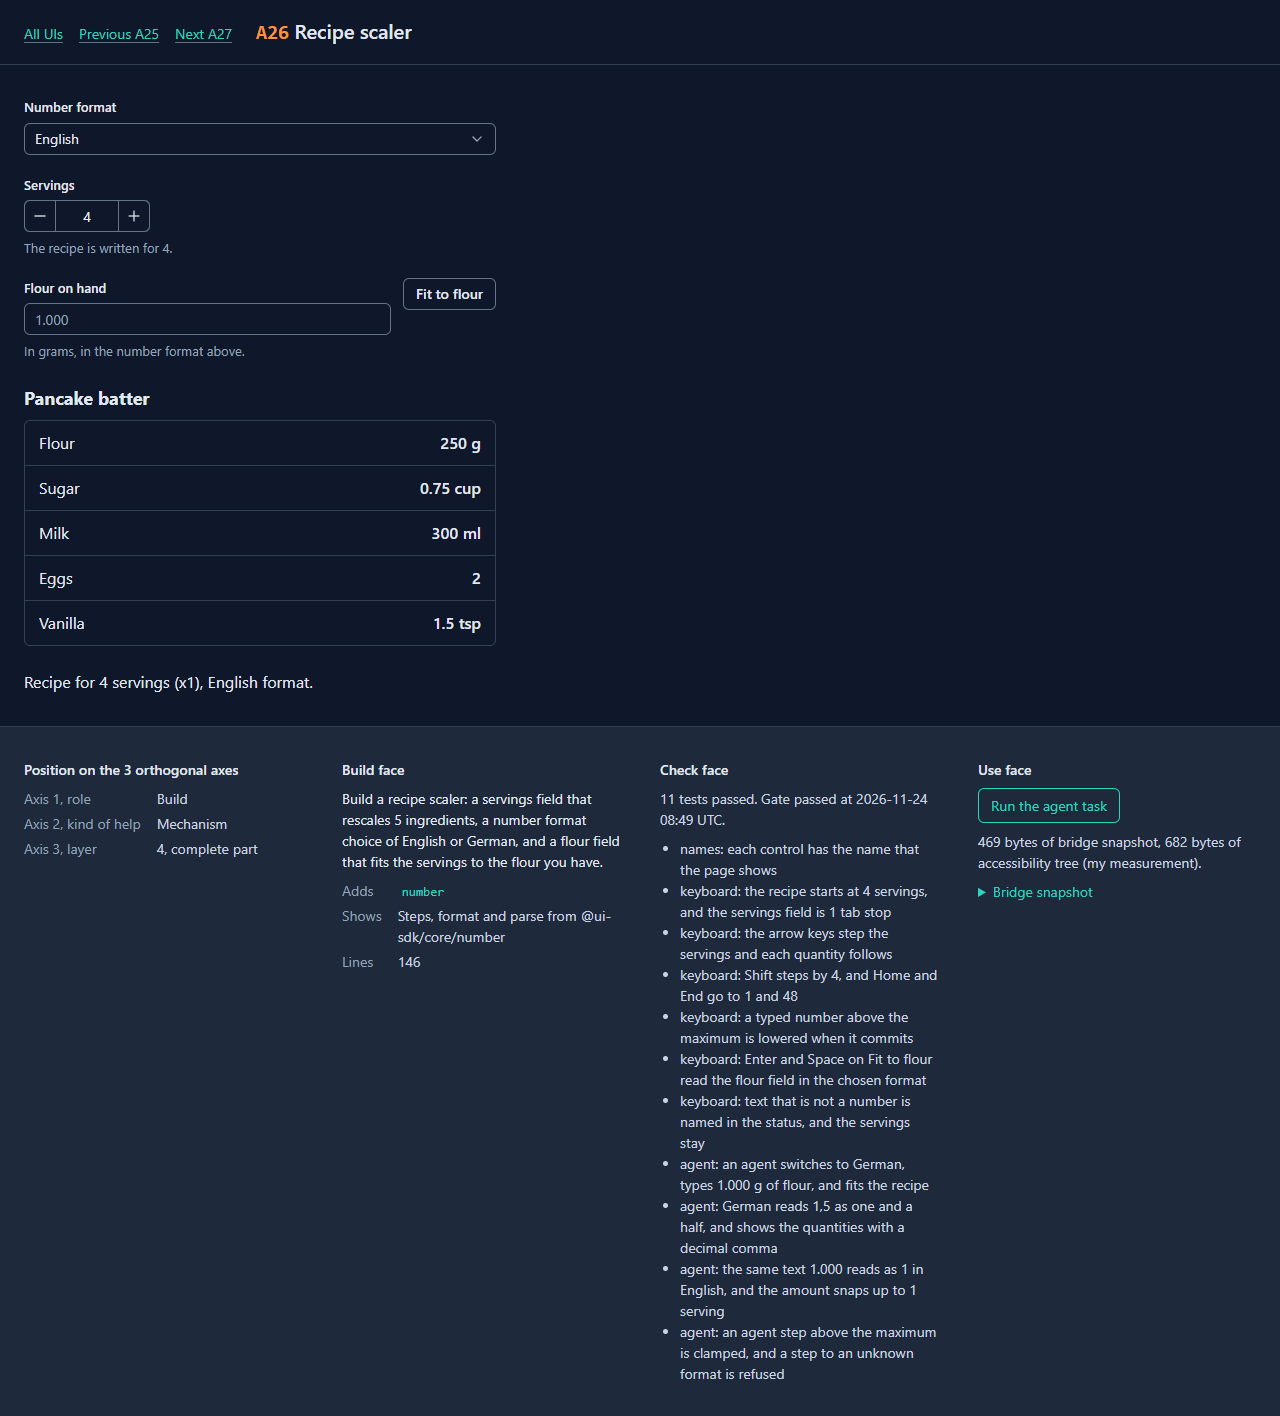 All UIs Previous A25 Next A27 A26 Recipe scaler
Number format
English
Servings
4
The recipe is written for 4.
Flour on hand
Fit to flour
1.000
In grams, in the number format above.
Pancake batter
Flour 250 g
Sugar 0.75 cup
Milk 300 ml
Eggs 2
Vanilla 1.5 tsp
Recipe for 4 servings (x1), English format.
Position on the 3 orthogonal axes
Axis 1, role Build
Axis 2, kind of help Mechanism
Axis 3, layer 4, complete part
Build face
Build a recipe scaler: a servings field that
rescales 5 ingredients, a number format
choice of English or German, and a flour field
that fits the servings to the flour you have.
Adds number
Shows Steps, format and parse from @ui-
sdk/core/number
Lines 146
Check face
11 tests passed. Gate passed at 2026-11-24
08:49 UTC.
• names: each control has the name that
the page shows
• keyboard: the recipe starts at 4 servings,
and the servings field is 1 tab stop
• keyboard: the arrow keys step the
servings and each quantity follows
• keyboard: Shift steps by 4, and Home and
End go to 1 and 48
• keyboard: a typed number above the
maximum is lowered when it commits
• keyboard: Enter and Space on Fit to flour
read the flour field in the chosen format
• keyboard: text that is not a number is
named in the status, and the servings
stay
• agent: an agent switches to German,
types 1.000 g of flour, and fits the recipe
• agent: German reads 1,5 as one and a
half, and shows the quantities with a
decimal comma
• agent: the same text 1.000 reads as 1 in
English, and the amount snaps up to 1
serving
• agent: an agent step above the maximum
is clamped, and a step to an unknown
format is refused
Use face
Run the agent task
469 bytes of bridge snapshot, 682 bytes of
accessibility tree (my measurement).
Bridge snapshot